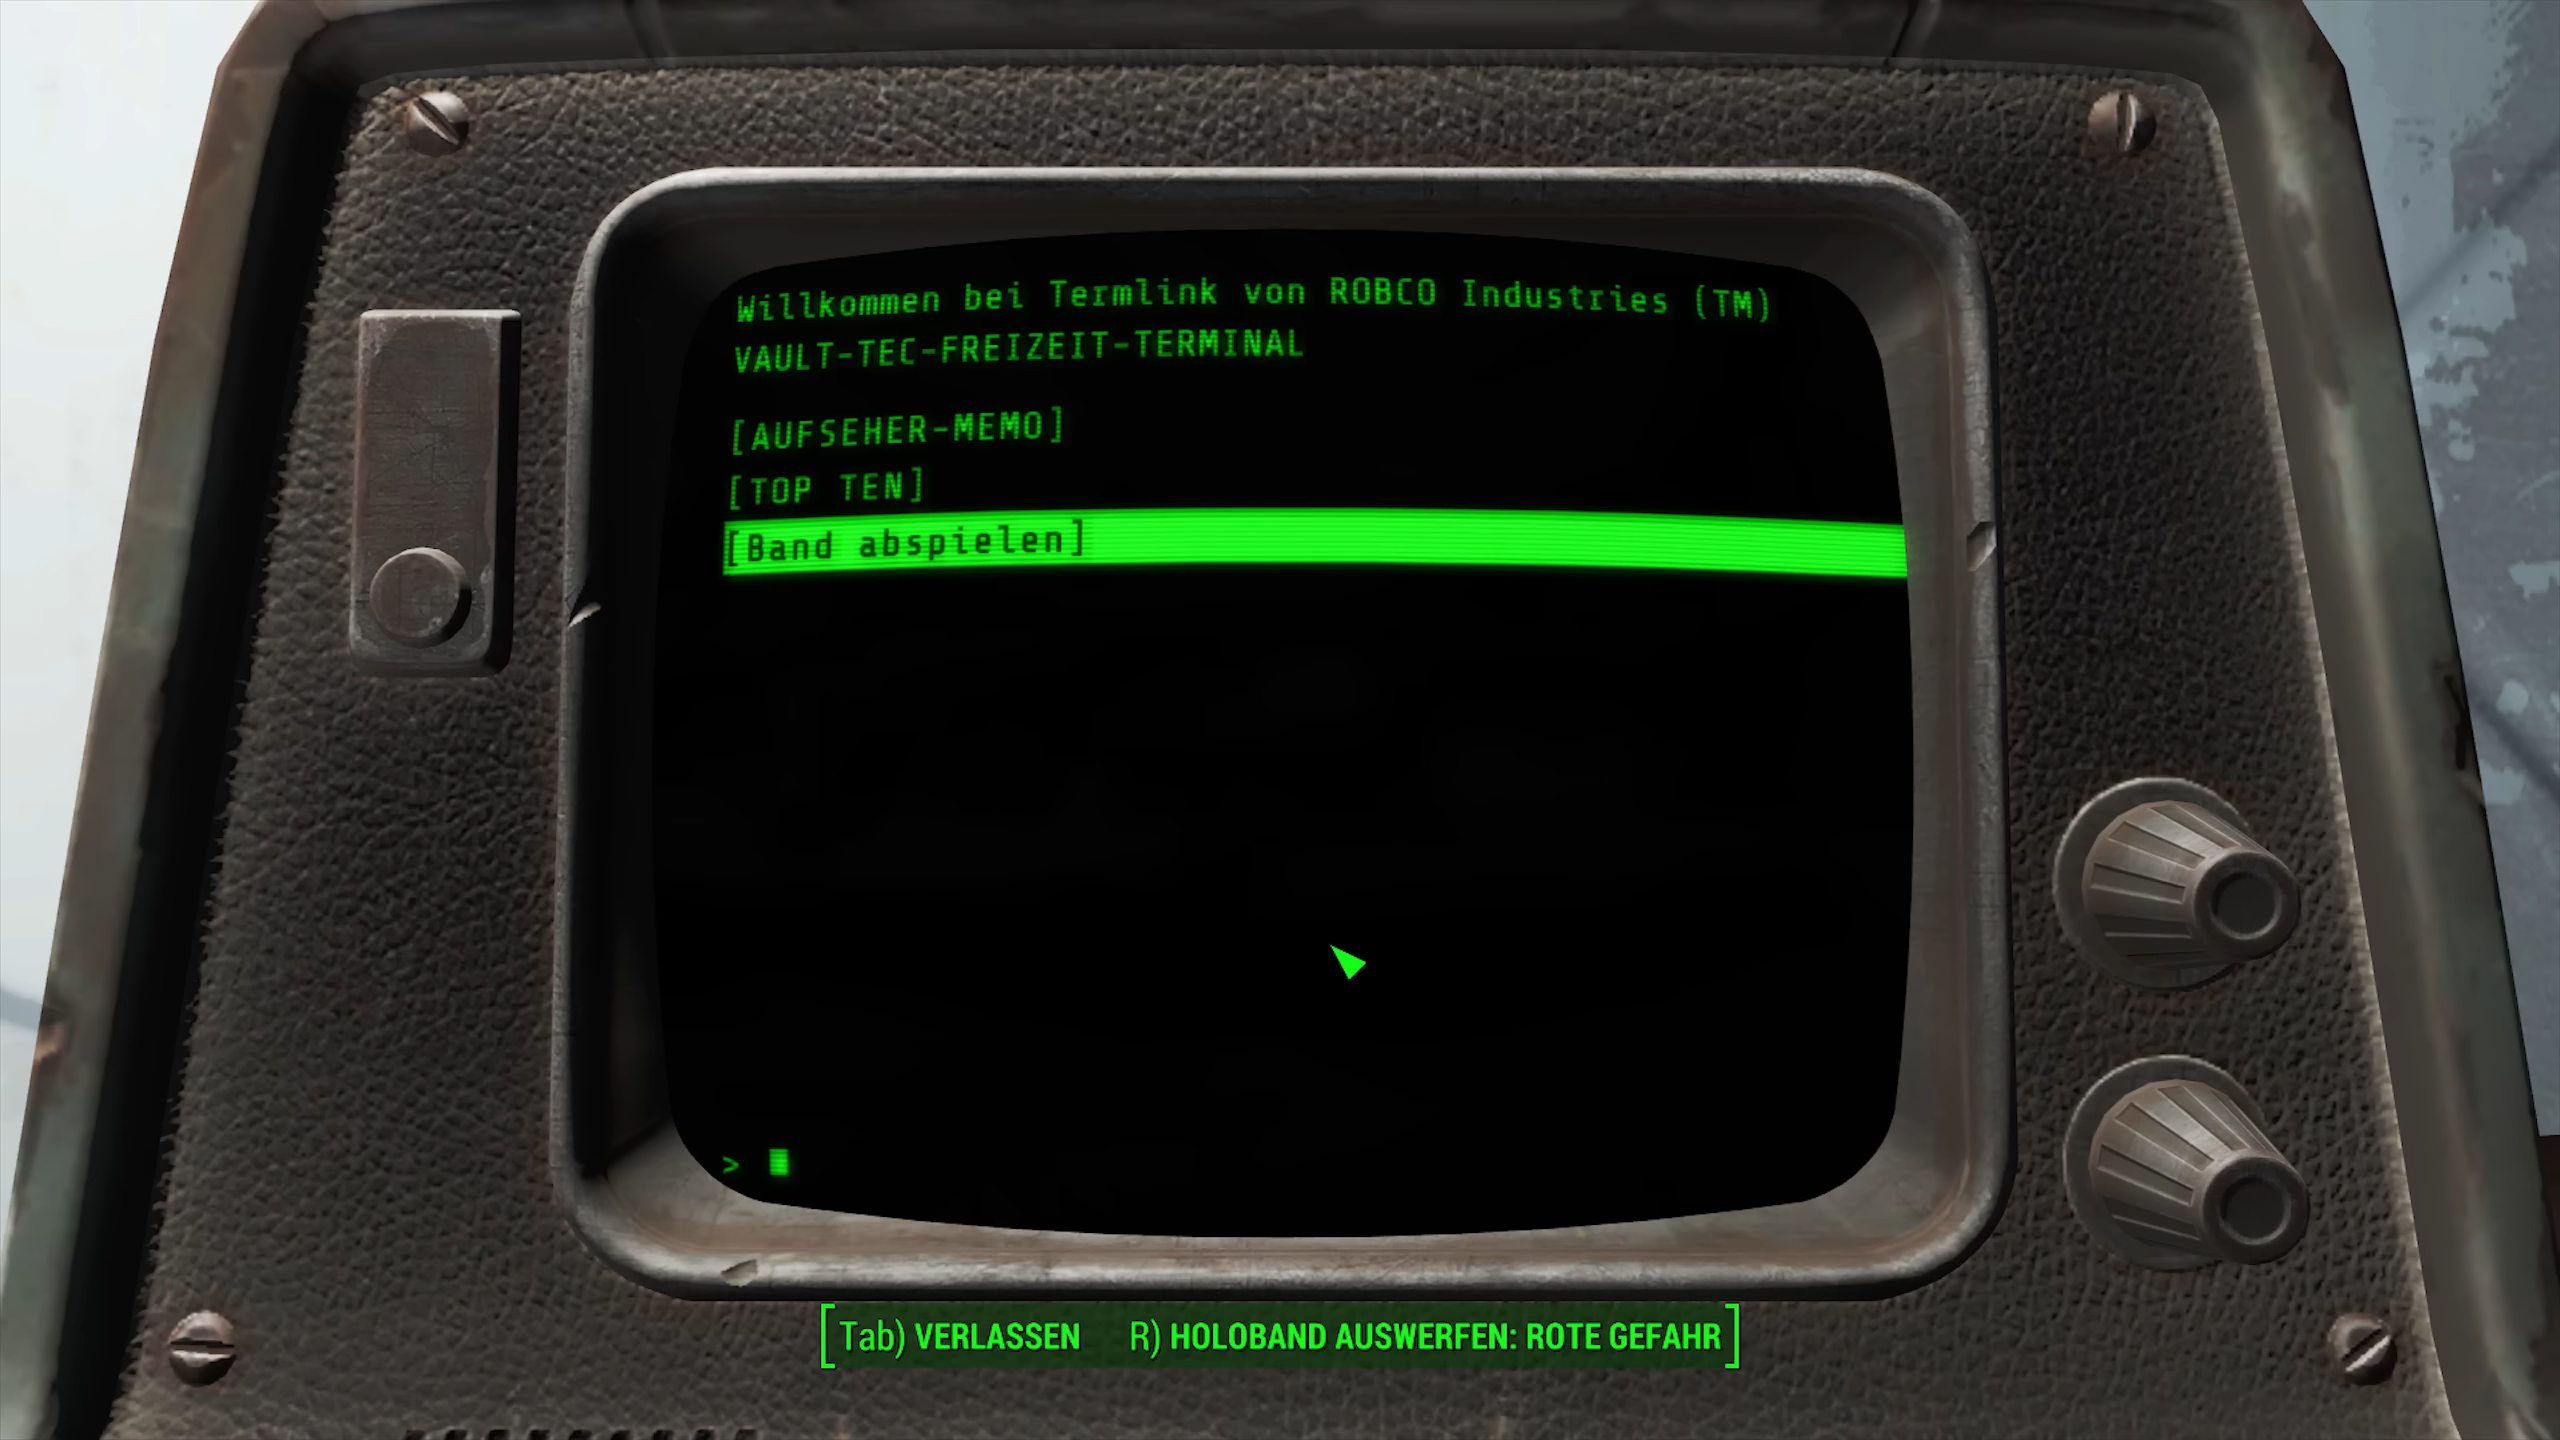 Willkommen bei Termlink von ROBCO Industries (TM)
VAULT-TEC-FREIZEIT-TERMINAL
[AUFSEHER-MEMO]
[TOP TEN]
[Band abspielen]
>
[Tab) VERLASSEN R) HOLOBAND AUSWERFEN: ROTE GEFAHR]